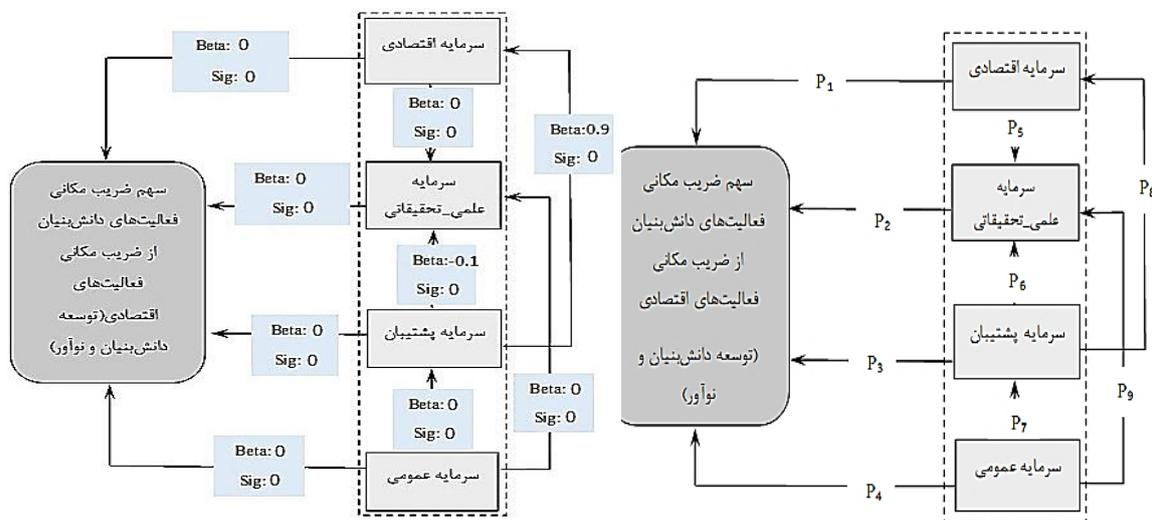 سرمایه اقتصادی
Beta: 0
Sig: 0
Beta: 0
Sig: 0
Beta:0.9
Sig: 0
سرمایه
علمی_تحقیقاتی
Beta: 0
Sig: 0
سهم ضریب مکانی
فعالیت‌های دانش‌بنیان
از ضریب مکانی
فعالیت‌های
اقتصادی(توسعه
دانش‌بنیان و نوآور)
Beta:-0.1
Sig: 0
سرمایه پشتیبان
Beta: 0
Sig: 0
Beta: 0
Sig: 0
Beta: 0
Sig: 0
Beta: 0
Sig: 0
سرمایه عمومی
سرمایه اقتصادی
P1
P5
P8
سرمایه
علمی_تحقیقاتی
P2
سهم ضریب مکانی
فعالیت‌های دانش‌بنیان
از ضریب مکانی
فعالیت‌های اقتصادی
(توسعه دانش‌بنیان و
نوآور)
P6
سرمایه پشتیبان
P3
P9
P7
سرمایه عمومی
P4